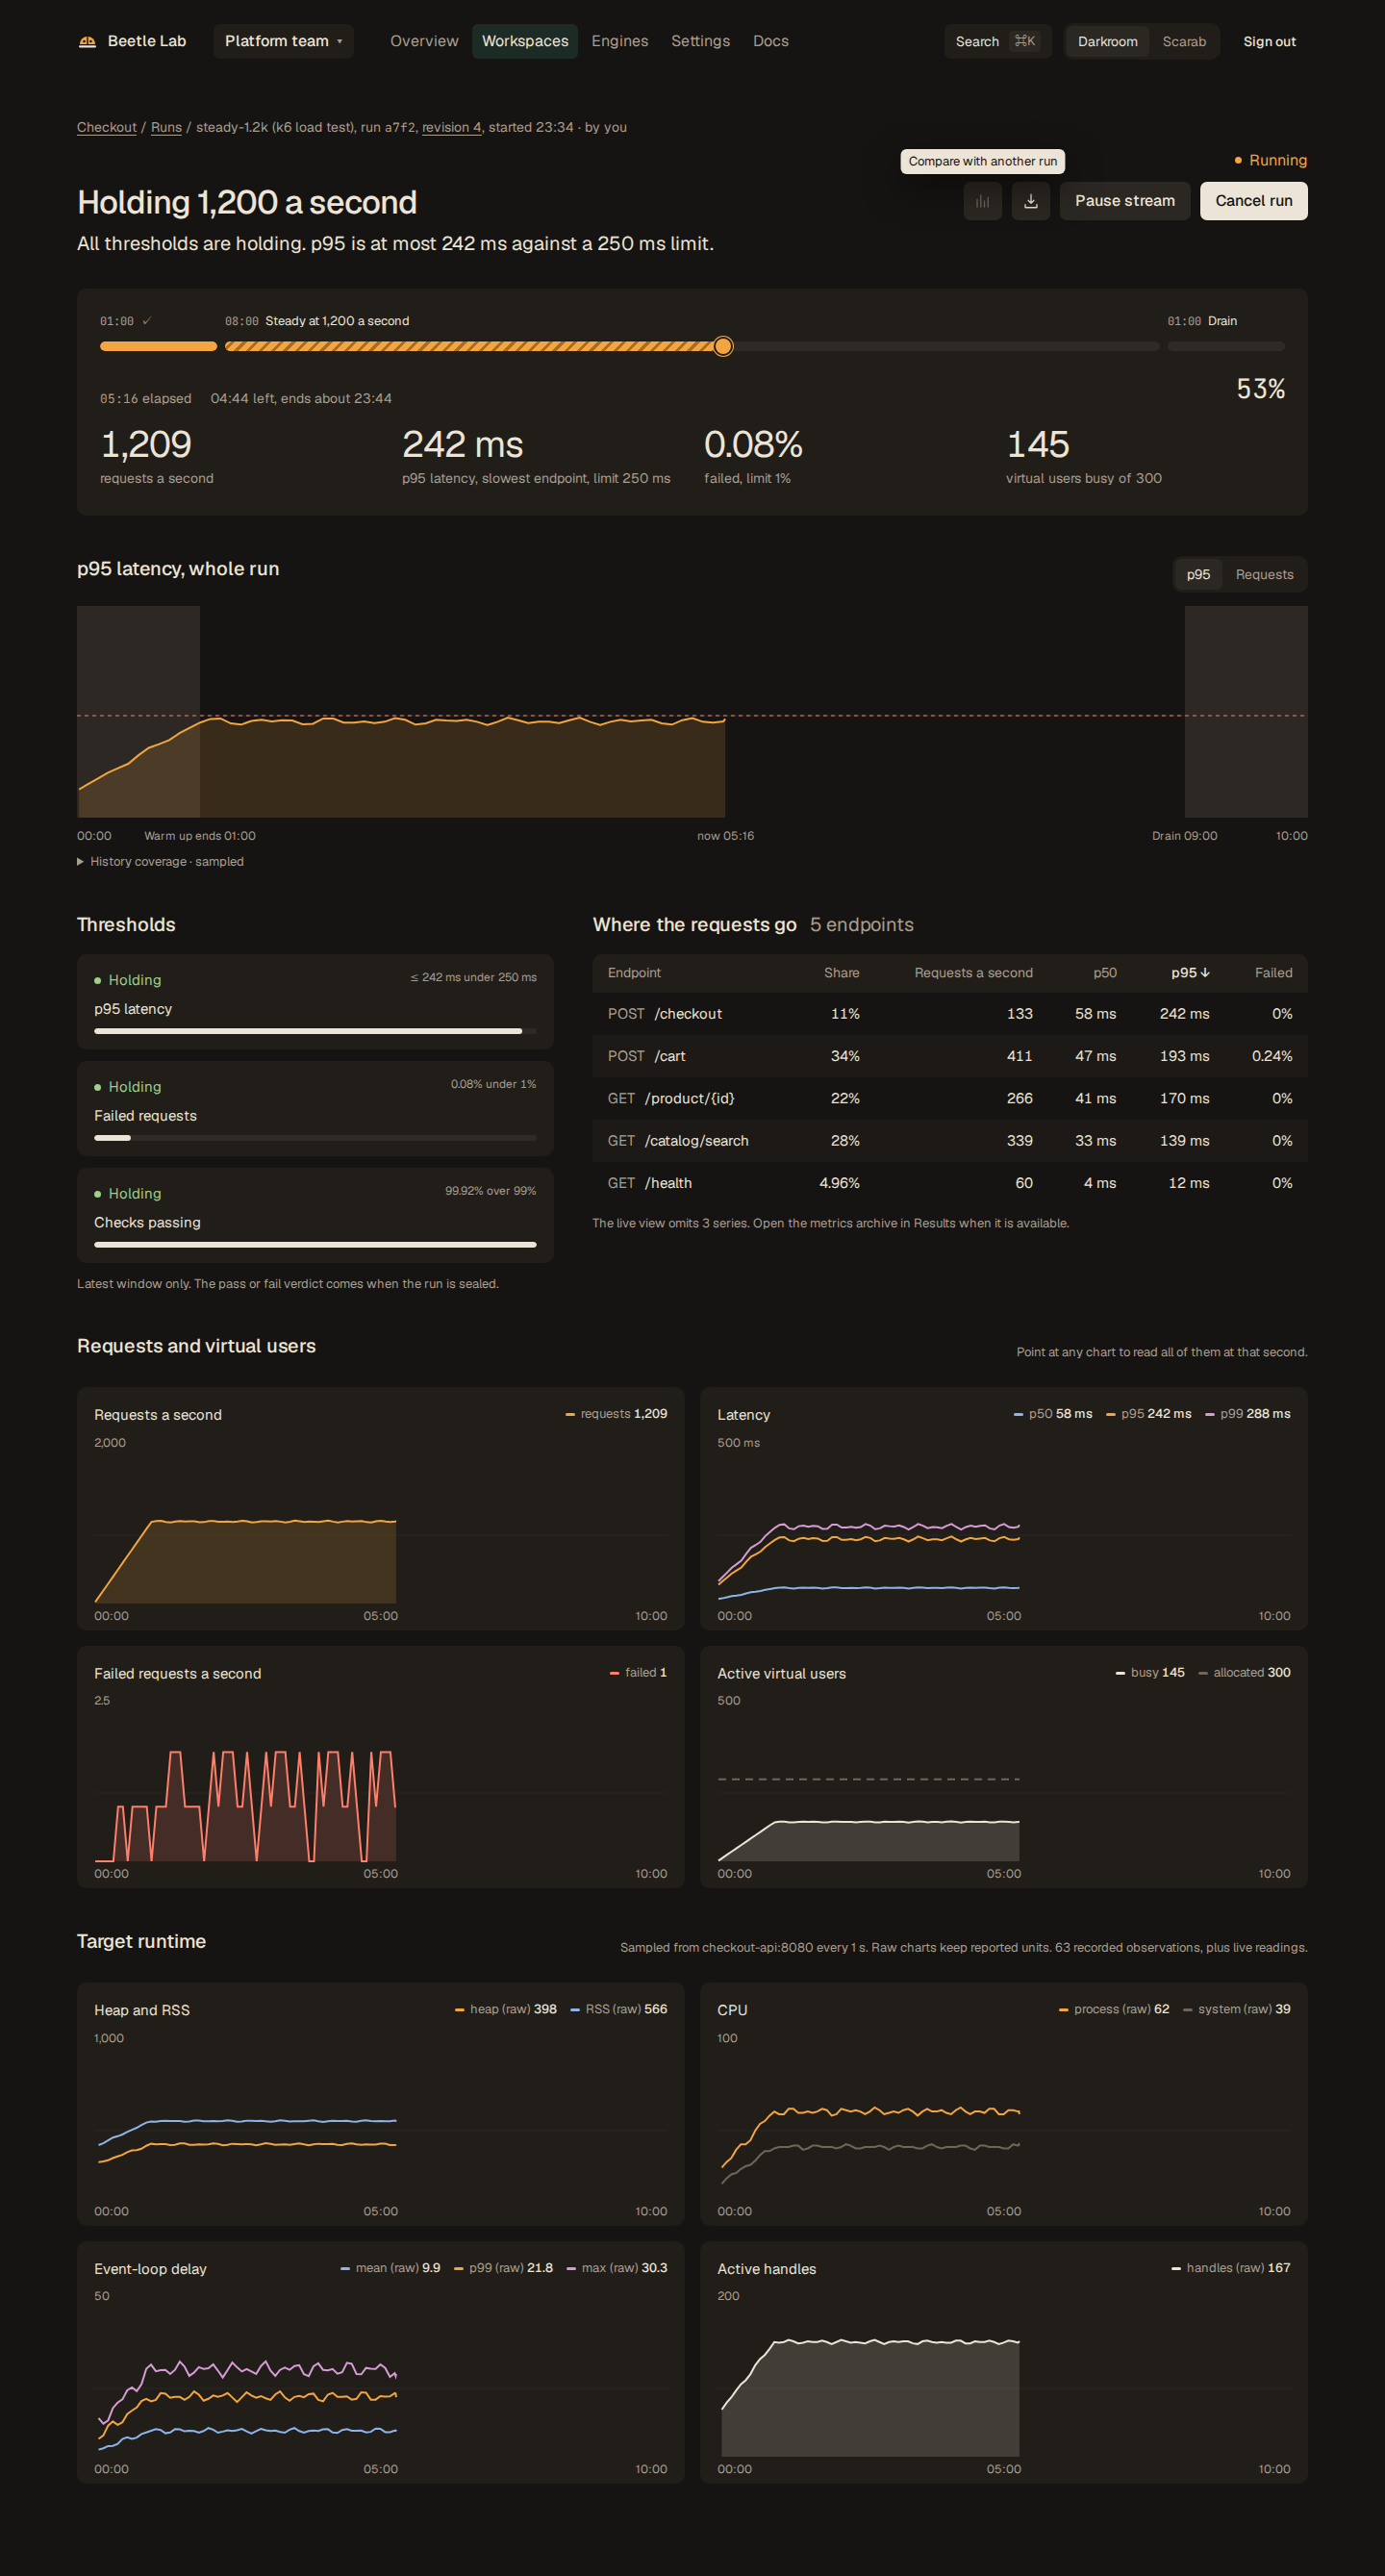 Beetle Lab Platform team ▾ Overview Workspaces Engines Settings Docs Search ⌘K Darkroom Scarab Sign out
Checkout / Runs / steady-1.2k (k6 load test), run a7f2, revision 4, started 23:34 · by you
Compare with another run
Running
Holding 1,200 a second
Pause stream Cancel run
All thresholds are holding. p95 is at most 242 ms against a 250 ms limit.
01:00 ✓ 08:00 Steady at 1,200 a second 01:00 Drain
05:16 elapsed 04:44 left, ends about 23:44 53%
1,209 242 ms 0.08% 145
requests a second p95 latency, slowest endpoint, limit 250 ms failed, limit 1% virtual users busy of 300
p95 latency, whole run p95 Requests
00:00 Warm up ends 01:00 now 05:16 Drain 09:00 10:00
▶ History coverage · sampled
Thresholds
Holding ≤ 242 ms under 250 ms
p95 latency
Holding 0.08% under 1%
Failed requests
Holding 99.92% over 99%
Checks passing
Latest window only. The pass or fail verdict comes when the run is sealed.
Where the requests go 5 endpoints
Endpoint Share Requests a second p50 p95 ↓ Failed
POST /checkout 11% 133 58 ms 242 ms 0%
POST /cart 34% 411 47 ms 193 ms 0.24%
GET /product/{id} 22% 266 41 ms 170 ms 0%
GET /catalog/search 28% 339 33 ms 139 ms 0%
GET /health 4.96% 60 4 ms 12 ms 0%
The live view omits 3 series. Open the metrics archive in Results when it is available.
Requests and virtual users Point at any chart to read all of them at that second.
Requests a second requests 1,209
2,000
00:00 05:00 10:00
Latency p50 58 ms p95 242 ms p99 288 ms
500 ms
00:00 05:00 10:00
Failed requests a second failed 1
2.5
00:00 05:00 10:00
Active virtual users busy 145 allocated 300
500
00:00 05:00 10:00
Target runtime Sampled from checkout-api:8080 every 1 s. Raw charts keep reported units. 63 recorded observations, plus live readings.
Heap and RSS heap (raw) 398 RSS (raw) 566
1,000
00:00 05:00 10:00
CPU process (raw) 62 system (raw) 39
100
00:00 05:00 10:00
Event-loop delay mean (raw) 9.9 p99 (raw) 21.8 max (raw) 30.3
50
00:00 05:00 10:00
Active handles handles (raw) 167
200
00:00 05:00 10:00